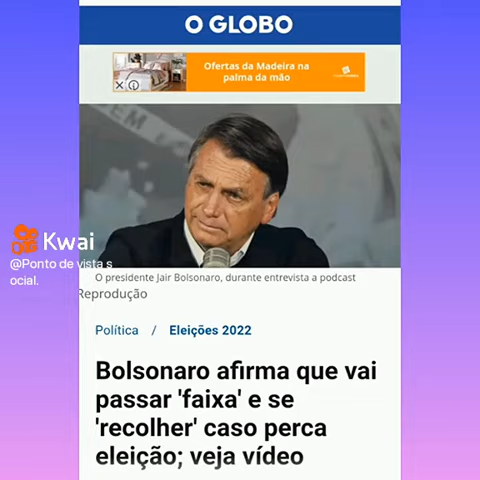 O GLOBO
Ofertas da Madeira na
palma da mão
Kwai
@Ponto de vista s
ocial.
O presidente Jair Bolsonaro, durante entrevista a podcast
Reprodução
Política / Eleições 2022
Bolsonaro afirma que vai
passar 'faixa' e se
'recolher' caso perca
eleição; veja vídeo